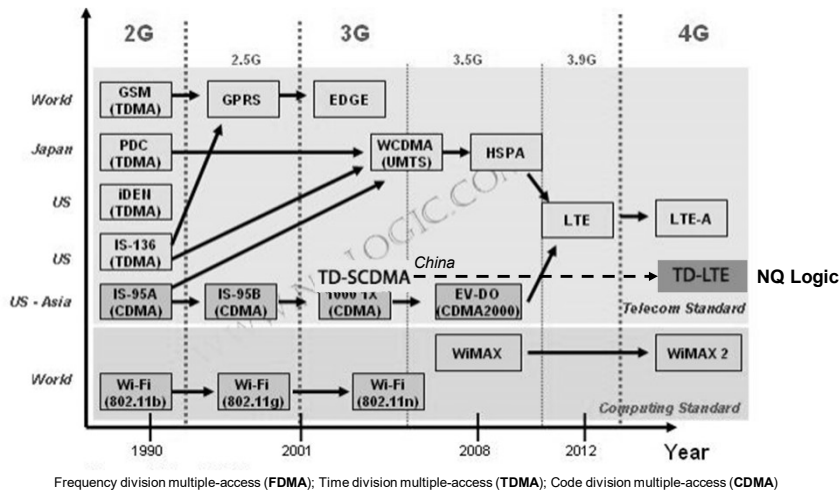 2G
3G
4G
2.5G
3.5G
3.9G
World
GSM
(TDMA)
GPRS
EDGE
Japan
PDC
(TDMA)
WCDMA
(UMTS)
HSPA
US
iDEN
(TDMA)
LTE
LTE-A
US
IS-136
(TDMA)
China
TD-SCDMA
TD-LTE
NQ Logic
US - Asia
IS-95A
(CDMA)
IS-95B
(CDMA)
1X
(CDMA)
EV-DO
(CDMA2000)
Telecom Standard
WiMAX
WiMAX 2
World
Wi-Fi
(802.11b)
Wi-Fi
(802.11g)
Wi-Fi
(802.11n)
Computing Standard
1990
2001
2008
2012
Year
Frequency division multiple-access (FDMA); Time division multiple-access (TDMA); Code division multiple-access (CDMA)